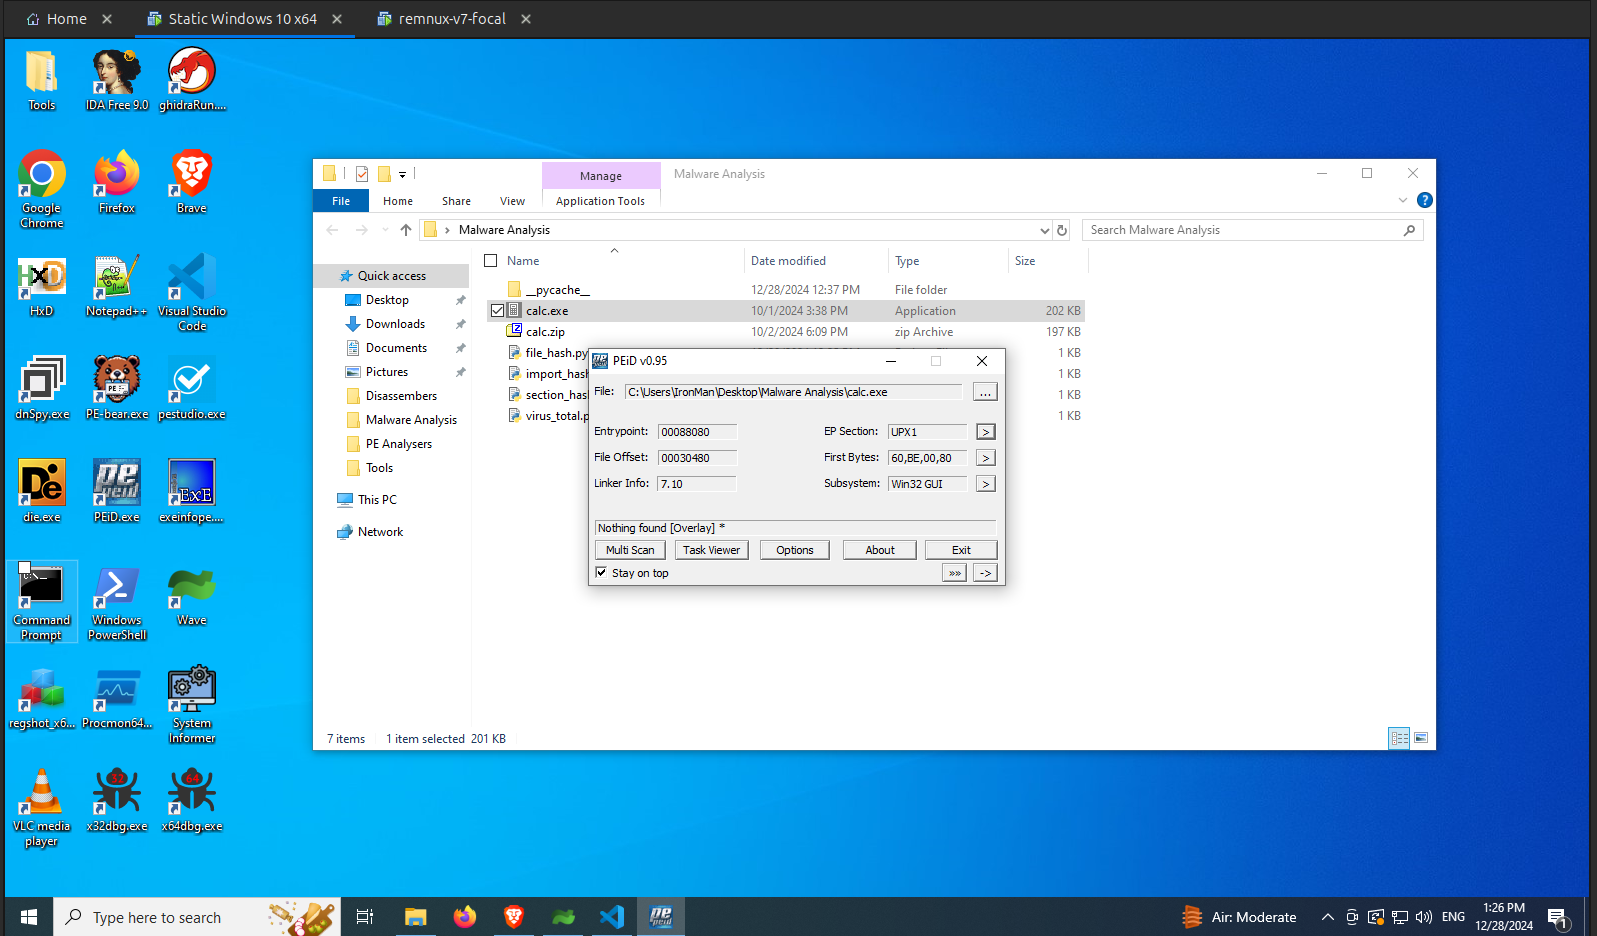 Home
Static Windows 10 x64
remnux-v7-focal
Tools
IDA Free 9.0
ghidraRun....
Google Chrome
Firefox
Brave
HxD
Notepad++
Visual Studio Code
dnSpy.exe
PE-bear.exe
pestudio.exe
die.exe
PEiD.exe
exeinfope....
Command Prompt
Windows PowerShell
Wave
regshot_x6...
Procmon64...
System Informer
VLC media player
x32dbg.exe
x64dbg.exe
Manage
Malware Analysis
File
Home
Share
View
Application Tools
Malware Analysis
Search Malware Analysis
Quick access
Desktop
Downloads
Documents
Pictures
Disassembers
Malware Analysis
PE Analysers
Tools
This PC
Network
Name
Date modified
Type
Size
__pycache__ 12/28/2024 12:37 PM File folder
calc.exe 10/1/2024 3:38 PM Application 202 KB
calc.zip 10/2/2024 6:09 PM zip Archive 197 KB
file_hash.py 1 KB
import_hash 1 KB
section_hash 1 KB
virus_total.p 1 KB
7 items
1 item selected 201 KB
PEiD v0.95
File: C:\Users\IronMan\Desktop\Malware Analysis\calc.exe ...
Entrypoint: 00088080
EP Section: UPX1 >
File Offset: 00030480
First Bytes: 60,BE,00,80 >
Linker Info: 7.10
Subsystem: Win32 GUI >
Nothing found [Overlay] *
Multi Scan
Task Viewer
Options
About
Exit
Stay on top
»»
->
Type here to search
Air: Moderate
ENG
1:26 PM
12/28/2024
1